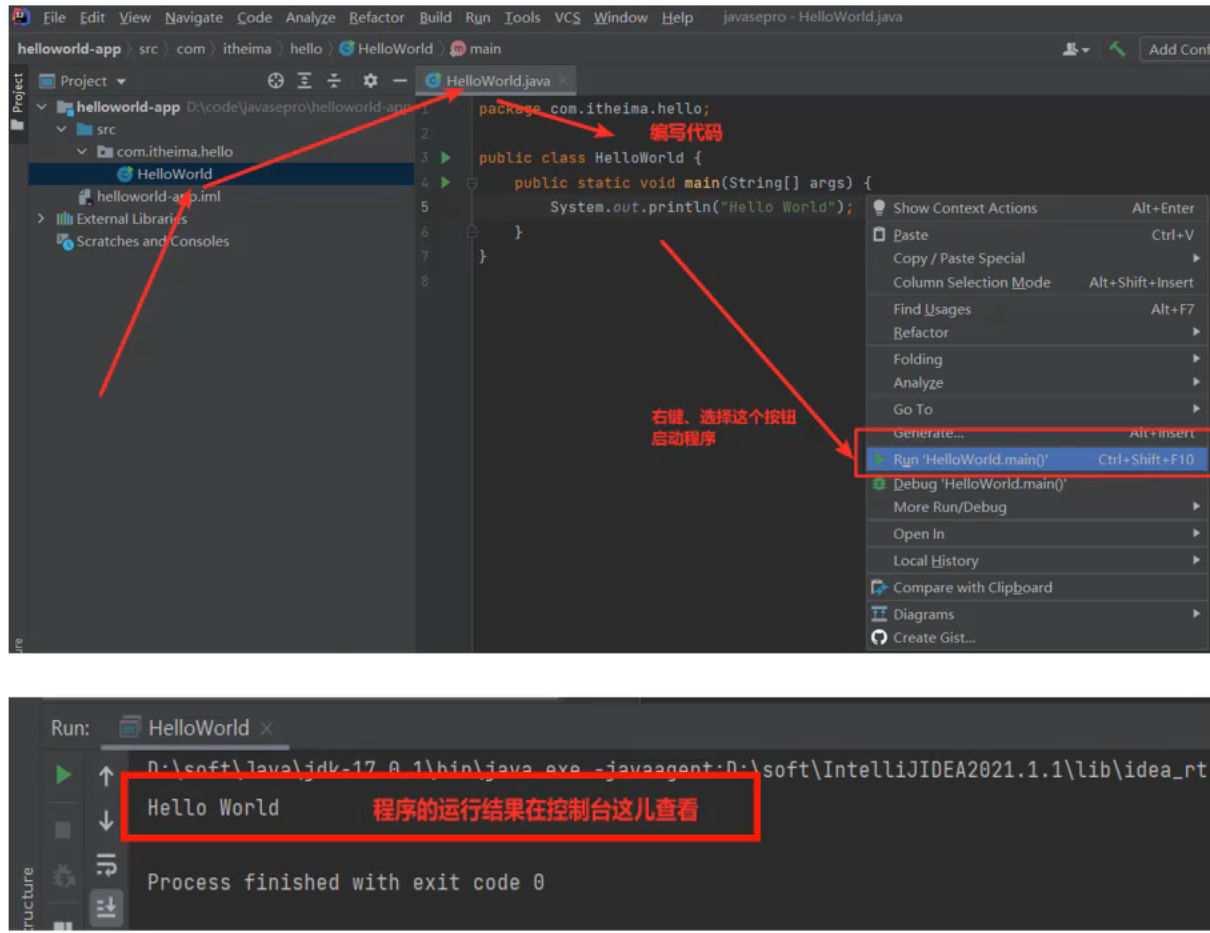 File Edit View Navigate Code Analyze Refactor Build Run Tools VCS Window Help javasepro - HelloWorld.java
helloworld-app src com itheima hello HelloWorld main Add Conf
Project
Project
HelloWorld.java
helloworld-app D:\code\javasepro\helloworld-app
src
com.itheima.hello
HelloWorld
helloworld-app.iml
External Libraries
Scratches and Consoles
1 package com.itheima.hello;
2
编写代码
3 public class HelloWorld {
4 public static void main(String[] args) {
5 System.out.println("Hello World");
6 }
7 }
8
右键、选择这个按钮
启动程序
Show Context Actions Alt+Enter
Paste Ctrl+V
Copy / Paste Special
Column Selection Mode Alt+Shift+Insert
Find Usages Alt+F7
Refactor
Folding
Analyze
Go To
Generate... Alt+Insert
Run 'HelloWorld.main()' Ctrl+Shift+F10
Debug 'HelloWorld.main()'
More Run/Debug
Open In
Local History
Compare with Clipboard
Diagrams
Create Gist...
Run: HelloWorld
D:\soft\Java\jdk-17.0.1\bin\java.exe -javaagent:D:\soft\IntelliJIDEA2021.1.1\lib\idea_rt
Hello World 程序的运行结果在控制台这儿查看
Process finished with exit code 0